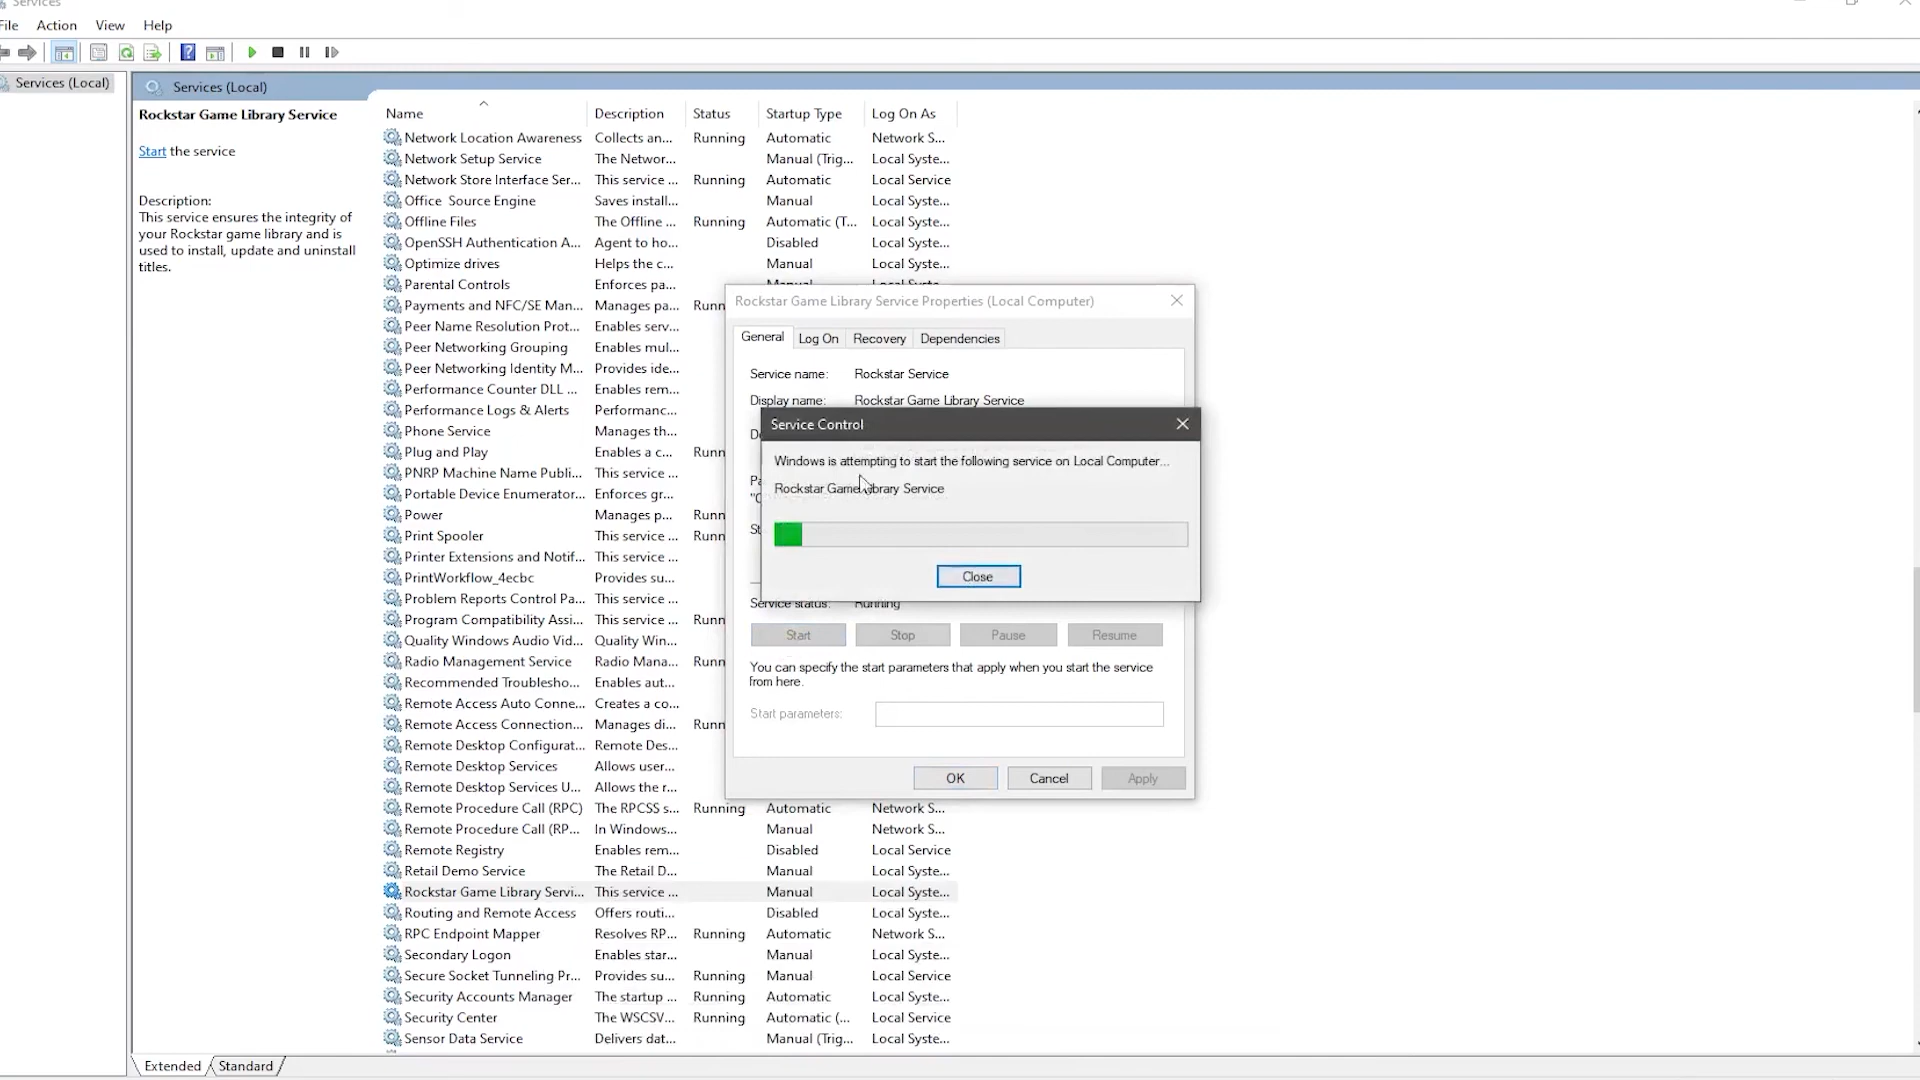 Services
File Action View Help
Services (Local)
Services (Local)
Rockstar Game Library Service
Start the service
Description:
This service ensures the integrity of
your Rockstar game library and is
used to install, update and uninstall
titles.
Name Description Status Startup Type Log On As
Network Location Awareness Collects an... Running Automatic Network S...
Network Setup Service The Networ... Manual (Trig... Local Syste...
Network Store Interface Ser... This service ... Running Automatic Local Service
Office  Source Engine Saves install... Manual Local Syste...
Offline Files The Offline ... Running Automatic (T... Local Syste...
OpenSSH Authentication A... Agent to ho... Disabled Local Syste...
Optimize drives Helps the c... Manual Local Syste...
Parental Controls Enforces pa... Manual Local Syste...
Payments and NFC/SE Man... Manages pa... Runn
Peer Name Resolution Prot... Enables serv...
Peer Networking Grouping Enables mul...
Peer Networking Identity M... Provides ide...
Performance Counter DLL ... Enables rem...
Performance Logs & Alerts Performanc...
Phone Service Manages th...
Plug and Play Enables a c... Runn
PNRP Machine Name Publi... This service ...
Portable Device Enumerator... Enforces gr...
Power Manages p... Runn
Print Spooler This service ...
Printer Extensions and Notif... This service ...
PrintWorkflow_4ecbc Provides su...
Problem Reports Control Pa... This service ...
Program Compatibility Assi... This service ... Runn
Quality Windows Audio Vid... Quality Win...
Radio Management Service Radio Mana... Runn
Recommended Troublesho... Enables aut...
Remote Access Auto Conne... Creates a co...
Remote Access Connection... Manages di... Runn
Remote Desktop Configurat... Remote Des...
Remote Desktop Services Allows user...
Remote Desktop Services U... Allows the r...
Remote Procedure Call (RPC) The RPCSS s... Running Automatic Network S...
Remote Procedure Call (RP... In Windows... Manual Network S...
Remote Registry Enables rem... Disabled Local Service
Retail Demo Service The Retail D... Manual Local Syste...
Rockstar Game Library Servi... This service ... Manual Local Syste...
Routing and Remote Access Offers routi... Disabled Local Syste...
RPC Endpoint Mapper Resolves RP... Running Automatic Network S...
Secondary Logon Enables star... Manual Local Syste...
Secure Socket Tunneling Pr... Provides su... Running Manual Local Service
Security Accounts Manager The startup ... Running Automatic Local Syste...
Security Center The WSCSV... Running Automatic (... Local Service
Sensor Data Service Delivers dat... Manual (Trig... Local Syste...
Extended Standard
Rockstar Game Library Service Properties (Local Computer)
General Log On Recovery Dependencies
Service name: Rockstar Service
Display name: Rockstar Game Library Service
Service Control
Windows is attempting to start the following service on Local Computer...
Rockstar Game Library Service
Close
Service status: Running
Start Stop Pause Resume
You can specify the start parameters that apply when you start the service
from here.
Start parameters:
OK Cancel Apply